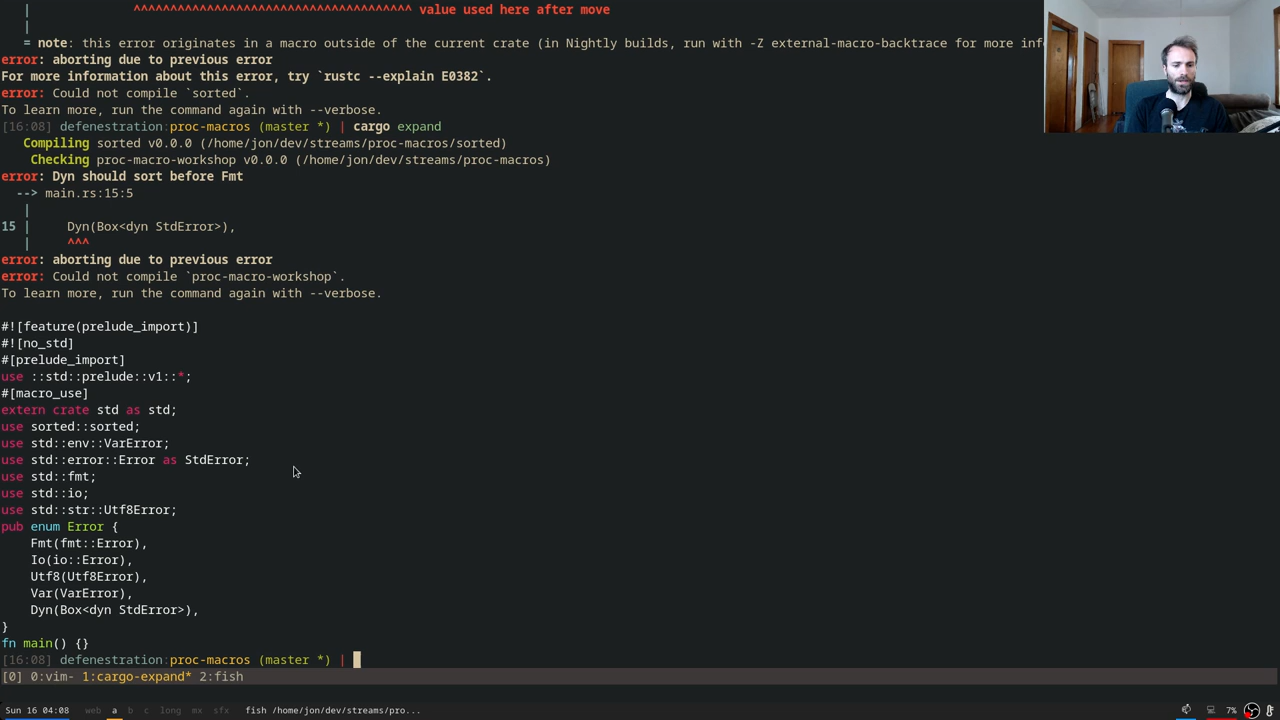 |              ^^^^^^^^^^^^^^^^^^^^^^^^^^^^^^^^^^^^^^ value used here after move
|
= note: this error originates in a macro outside of the current crate (in Nightly builds, run with -Z external-macro-backtrace for more inf
error: aborting due to previous error
For more information about this error, try `rustc --explain E0382`.
error: Could not compile `sorted`.
To learn more, run the command again with --verbose.
[16:08] defenestration:proc-macros (master *) | cargo expand
   Compiling sorted v0.0.0 (/home/jon/dev/streams/proc-macros/sorted)
    Checking proc-macro-workshop v0.0.0 (/home/jon/dev/streams/proc-macros)
error: Dyn should sort before Fmt
  --> main.rs:15:5
   |
15 |     Dyn(Box<dyn StdError>),
   |     ^^^
error: aborting due to previous error
error: Could not compile `proc-macro-workshop`.
To learn more, run the command again with --verbose.
#![feature(prelude_import)]
#![no_std]
#[prelude_import]
use ::std::prelude::v1::*;
#[macro_use]
extern crate std as std;
use sorted::sorted;
use std::env::VarError;
use std::error::Error as StdError;
use std::fmt;
use std::io;
use std::str::Utf8Error;
pub enum Error {
    Fmt(fmt::Error),
    Io(io::Error),
    Utf8(Utf8Error),
    Var(VarError),
    Dyn(Box<dyn StdError>),
}
fn main() {}
[16:08] defenestration:proc-macros (master *) |
[0] 0:vim- 1:cargo-expand* 2:fish
Sun 16 04:08 web a b c long mx sfx fish /home/jon/dev/streams/pro... 7%